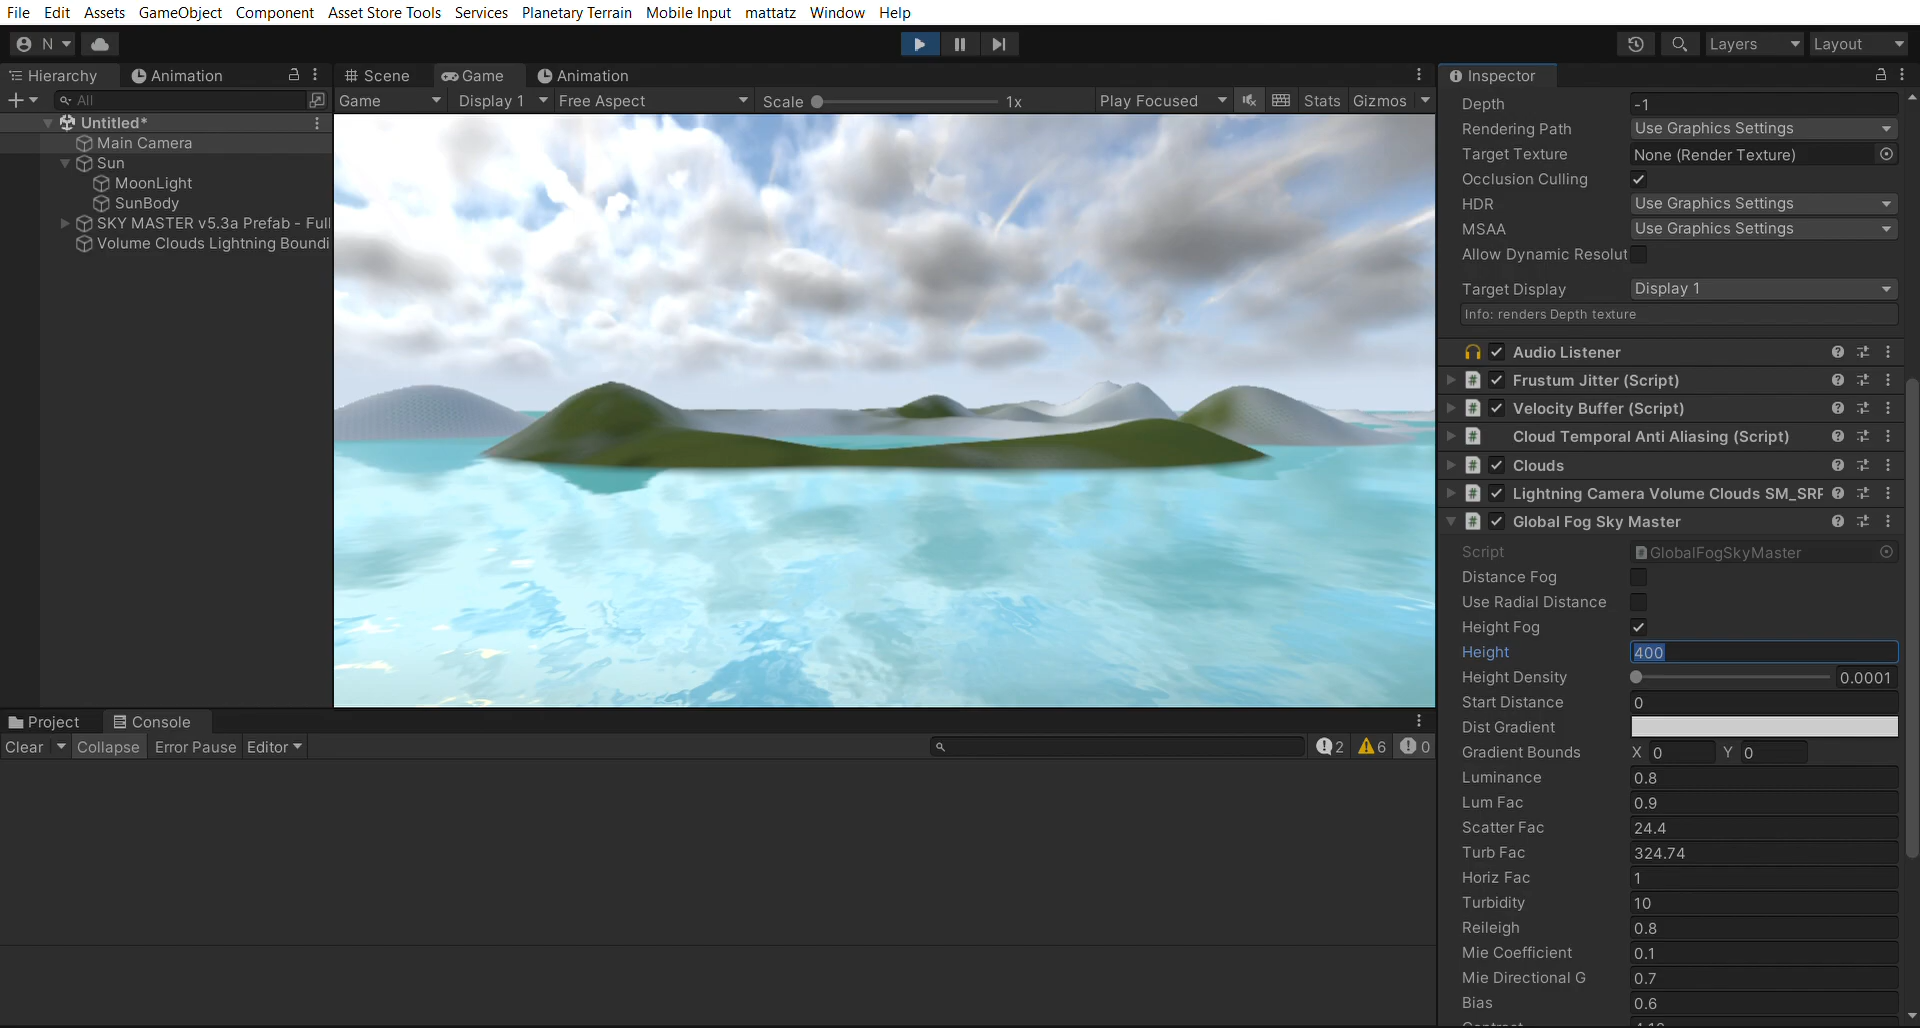 File Edit Assets GameObject Component Asset Store Tools Services Planetary Terrain Mobile Input mattatz Window Help
N Layers Layout
Hierarchy Animation
All
Untitled*
Main Camera
Sun
MoonLight
SunBody
SKY MASTER v5.3a Prefab - Full
Volume Clouds Lightning Boundi
Scene Game Animation
Game Display 1 Free Aspect Scale 1x Play Focused Stats Gizmos
Project Console
Clear Collapse Error Pause Editor 2 6 0
Inspector
Depth -1
Rendering Path Use Graphics Settings
Target Texture None (Render Texture)
Occlusion Culling
HDR Use Graphics Settings
MSAA Use Graphics Settings
Allow Dynamic Resolut
Target Display Display 1
Info: renders Depth texture
Audio Listener
Frustum Jitter (Script)
Velocity Buffer (Script)
Cloud Temporal Anti Aliasing (Script)
Clouds
Lightning Camera Volume Clouds SM_SRP
Global Fog Sky Master
Script GlobalFogSkyMaster
Distance Fog
Use Radial Distance
Height Fog
Height 400
Height Density 0.0001
Start Distance 0
Dist Gradient
Gradient Bounds X 0 Y 0
Luminance 0.8
Lum Fac 0.9
Scatter Fac 24.4
Turb Fac 324.74
Horiz Fac 1
Turbidity 10
Reileigh 0.8
Mie Coefficient 0.1
Mie Directional G 0.7
Bias 0.6